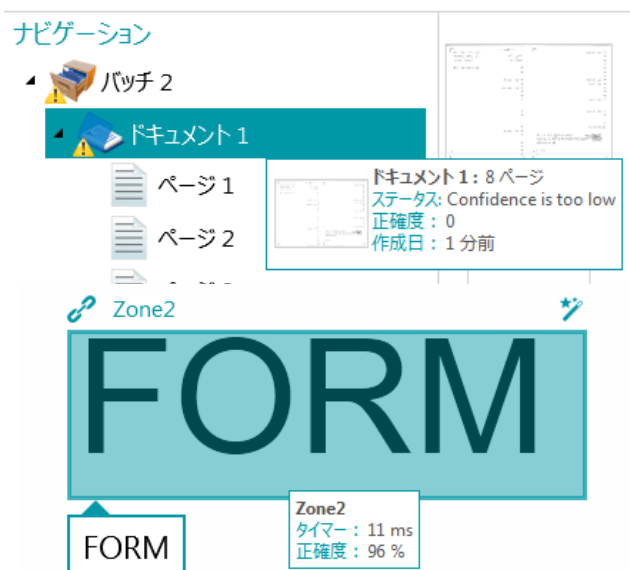 ナビゲーション
バッチ 2
ドキュメント 1
ページ 1
ドキュメント 1: 8 ページ
ステータス: Confidence is too low
正確度： 0
作成日： 1 分前
ページ 2
Zone2
FORM
Zone2
タイマー： 11 ms
正確度： 96 %
FORM